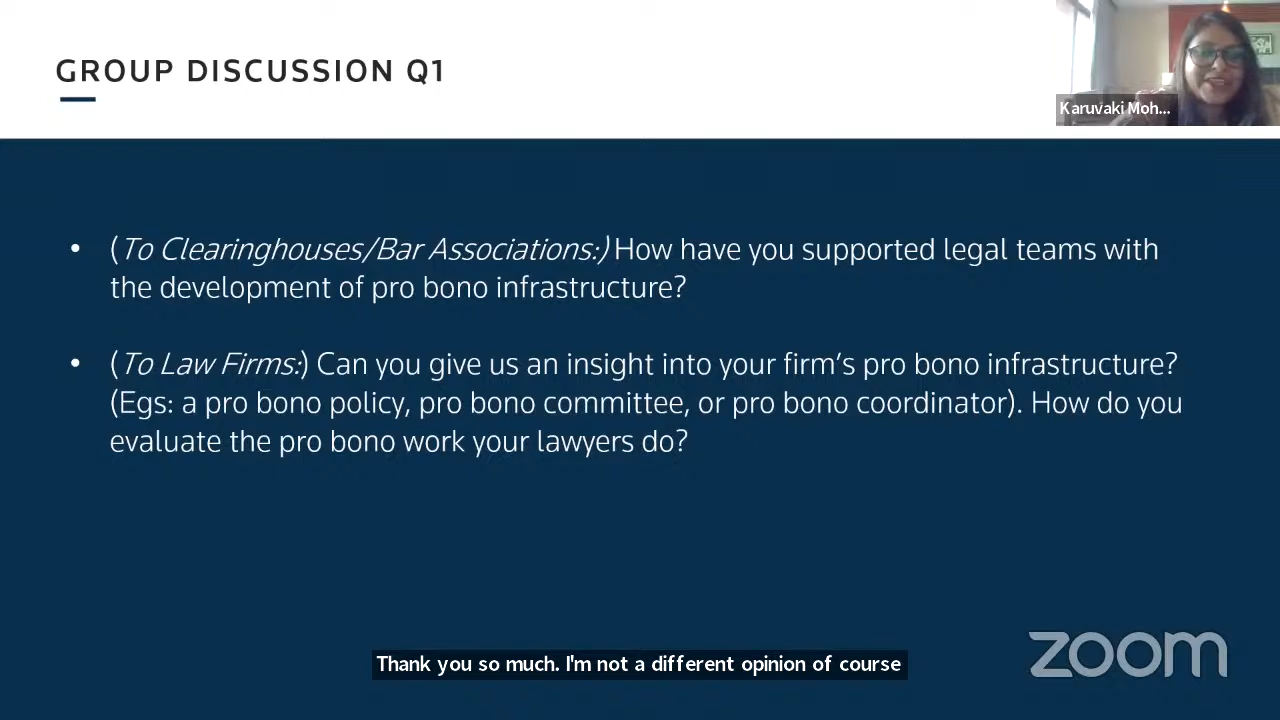 GROUP DISCUSSION Q1
Karuvaki Moh...
• (To Clearinghouses/Bar Associations:) How have you supported legal teams with
the development of pro bono infrastructure?
• (To Law Firms:) Can you give us an insight into your firm’s pro bono infrastructure?
(Egs: a pro bono policy, pro bono committee, or pro bono coordinator). How do you
evaluate the pro bono work your lawyers do?
Thank you so much. I'm not a different opinion of course
zoom